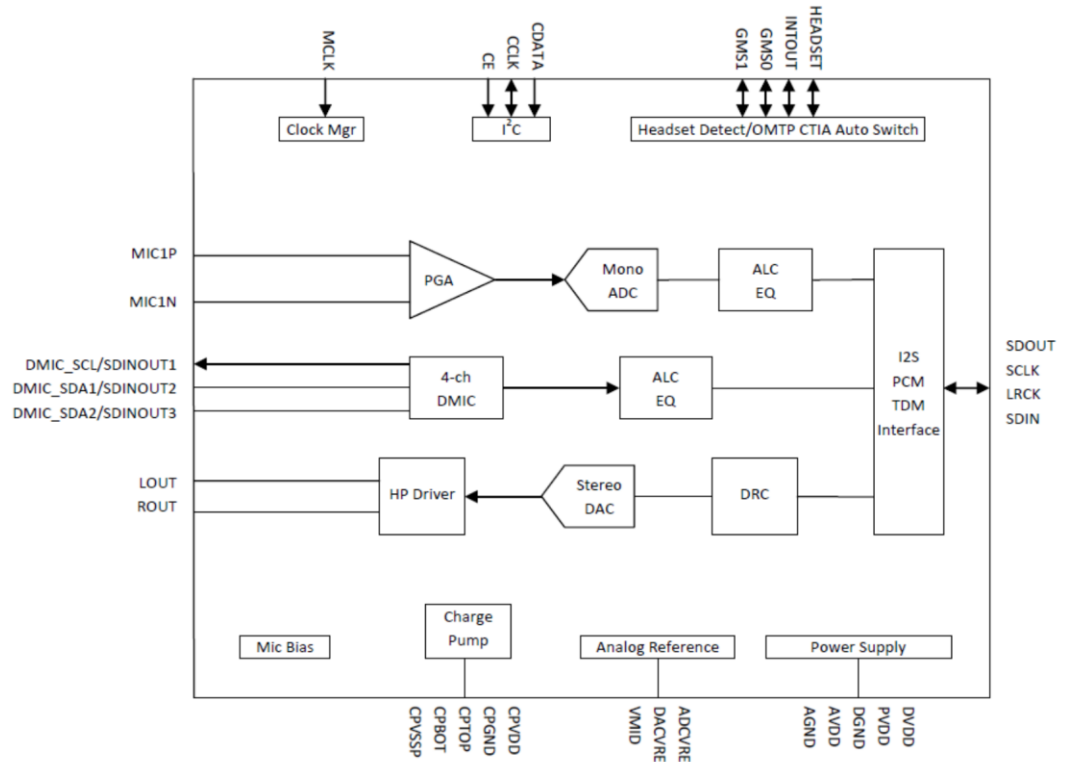 MCLK
CE
CCLK
CDATA
GMS1
GMS0
INTOUT
HEADSET
Clock Mgr
I²C
Headset Detect/OMTP CTIA Auto Switch
MIC1P
MIC1N
PGA
Mono
ADC
ALC
EQ
DMIC_SCL/SDINOUT1
DMIC_SDA1/SDINOUT2
DMIC_SDA2/SDINOUT3
4-ch
DMIC
ALC
EQ
I2S
PCM
TDM
Interface
SDOUT
SCLK
LRCK
SDIN
LOUT
ROUT
HP Driver
Stereo
DAC
DRC
Mic Bias
Charge
Pump
Analog Reference
Power Supply
CPVSSP
CPBOT
CPTOP
CPGND
CPVDD
VMID
DACVRE
ADCVRE
AGND
AVDD
DGND
PVDD
DVDD